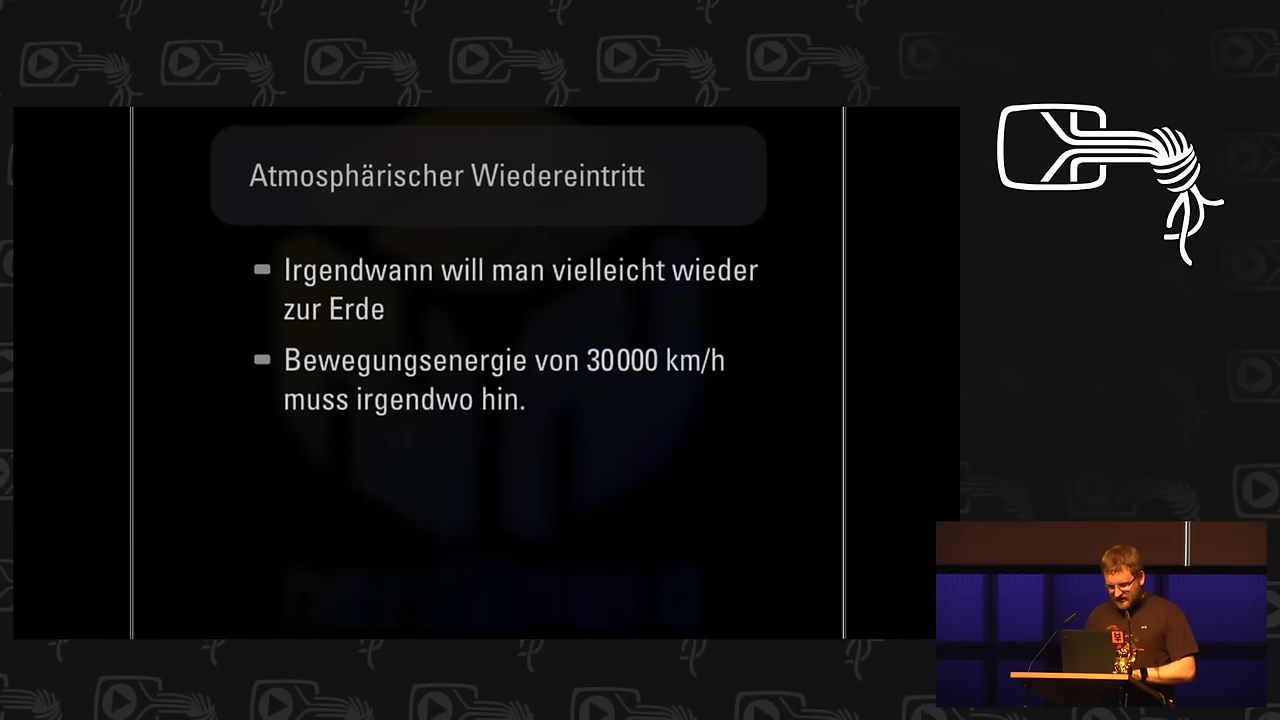 Atmosphärischer Wiedereintritt
Irgendwann will man vielleicht wieder
zur Erde
Bewegungsenergie von 30 000 km/h
muss irgendwo hin.